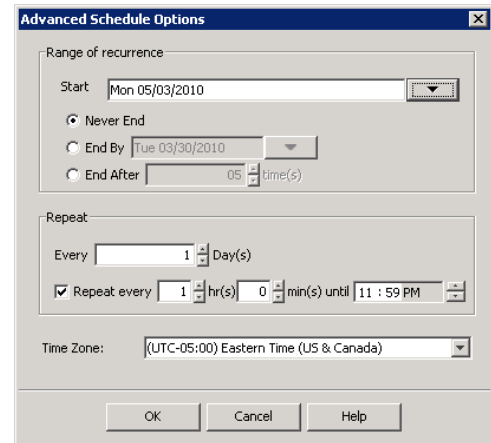 Advanced Schedule Options
Range of recurrence
Start Mon 05/03/2010
Never End
End By Tue 03/30/2010
End After 05 time(s)
Repeat
Every 1 Day(s)
Repeat every 1 hr(s) 0 min(s) until 11 : 59 PM
Time Zone: (UTC-05:00) Eastern Time (US & Canada)
OK Cancel Help